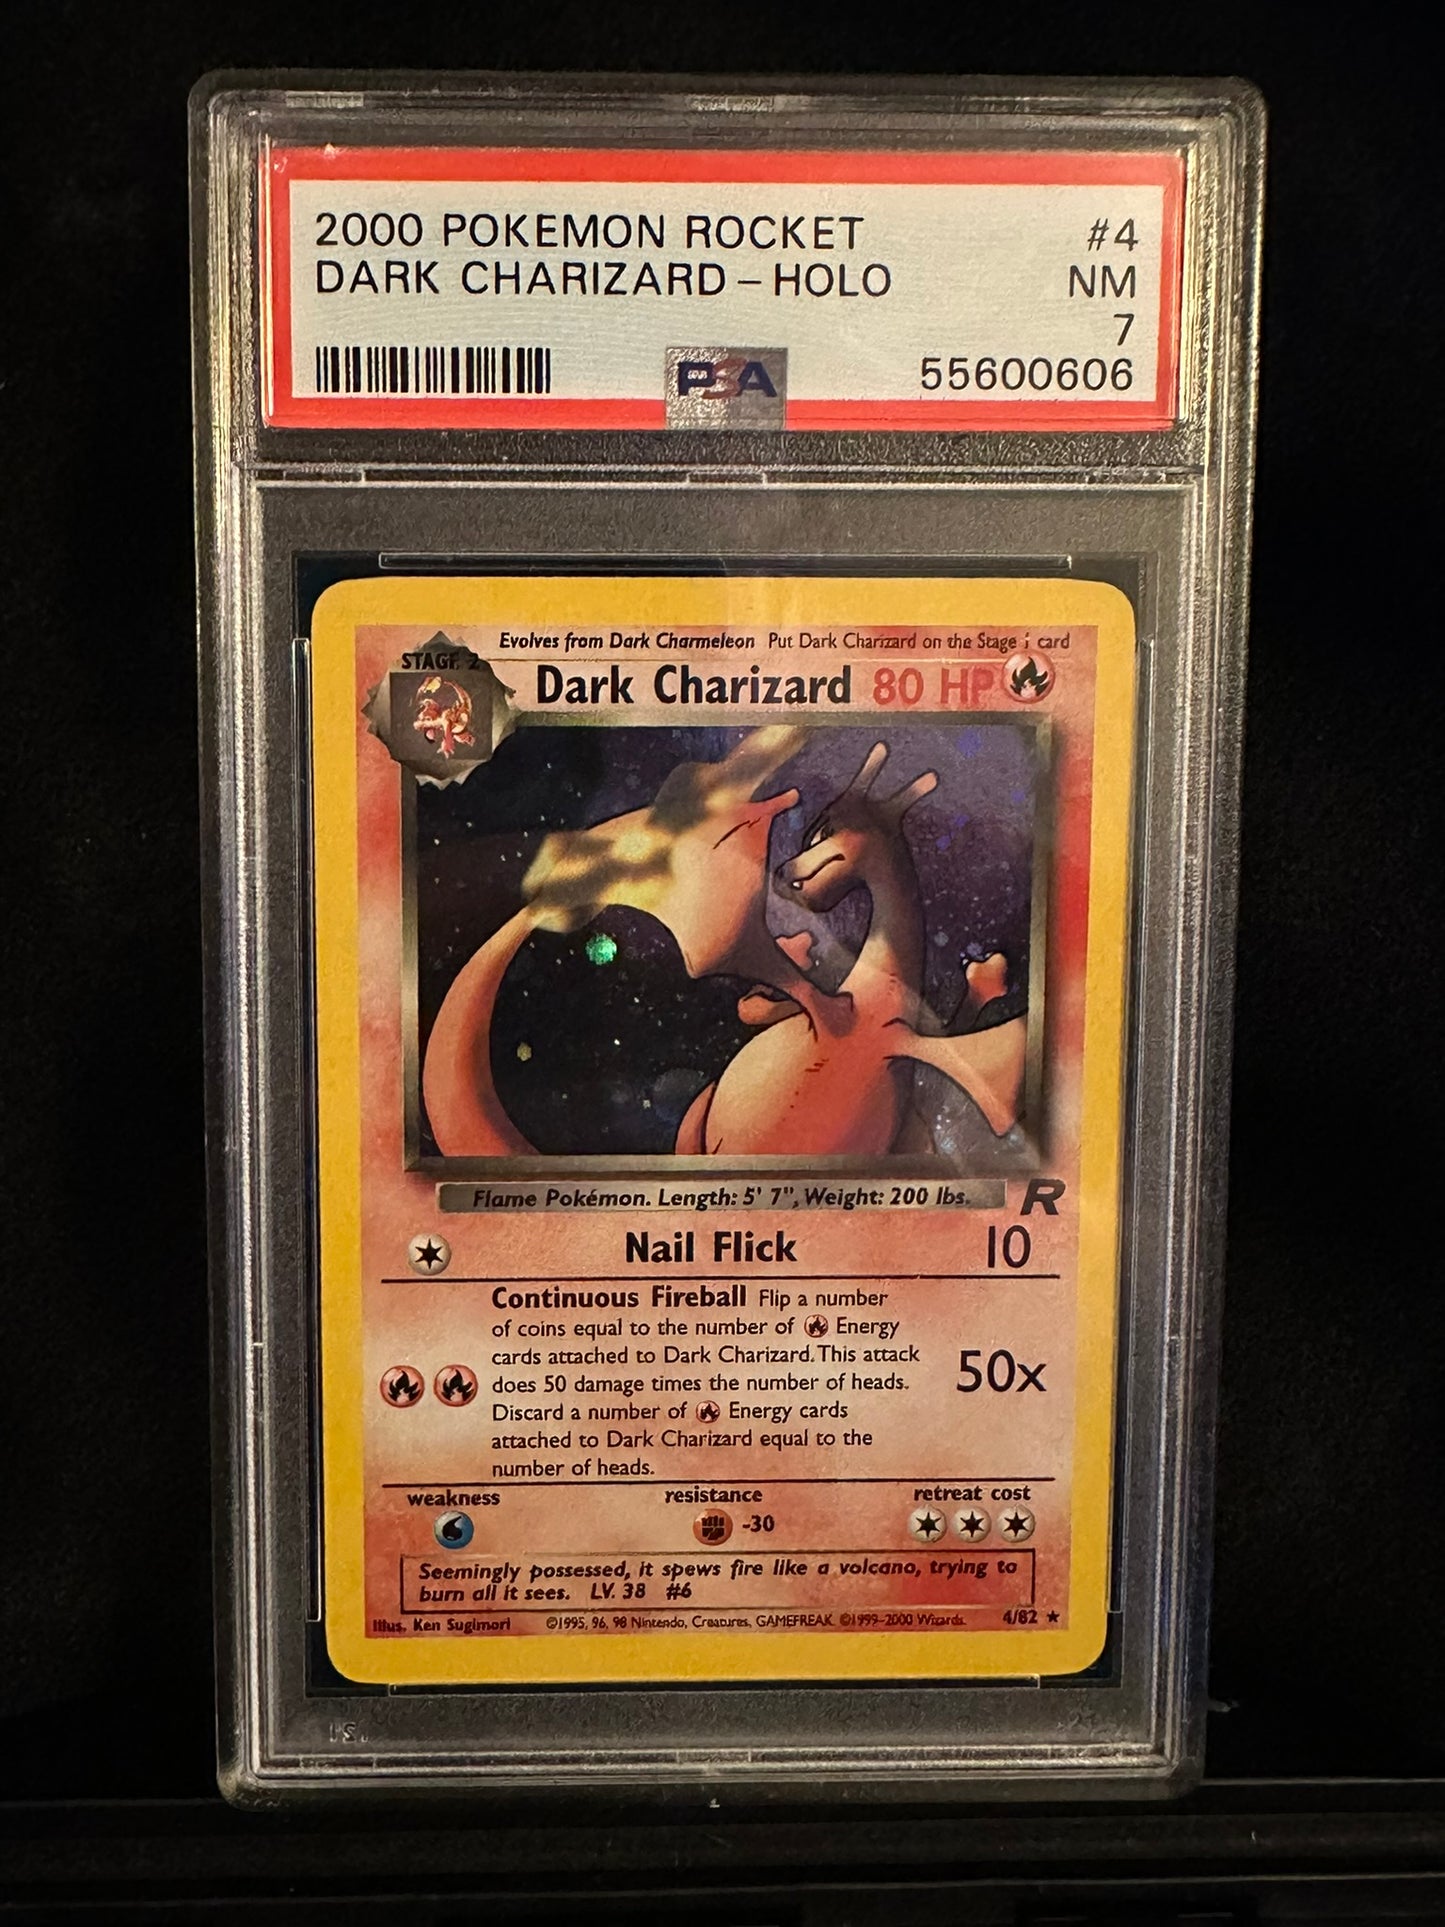 2000 POKEMON ROCKET #4
DARK CHARIZARD - HOLO NM
7
PSA 55600606
Evolves from Dark Charmeleon Put Dark Charizard on the Stage 1 card
STAGE 2
Dark Charizard 80 HP
Flame Pokémon. Length: 5' 7", Weight: 200 lbs.
R
Nail Flick 10
Continuous Fireball Flip a number
of coins equal to the number of Energy
cards attached to Dark Charizard. This attack
does 50 damage times the number of heads.
Discard a number of Energy cards
attached to Dark Charizard equal to the
number of heads.
50x
weakness resistance retreat cost
-30
Seemingly possessed, it spews fire like a volcano, trying to
burn all it sees. LV. 38 #6
Illus. Ken Sugimori ©1995, 96, 98 Nintendo, Creatures, GAMEFREAK. ©1999-2000 Wizards. 4/82 ★